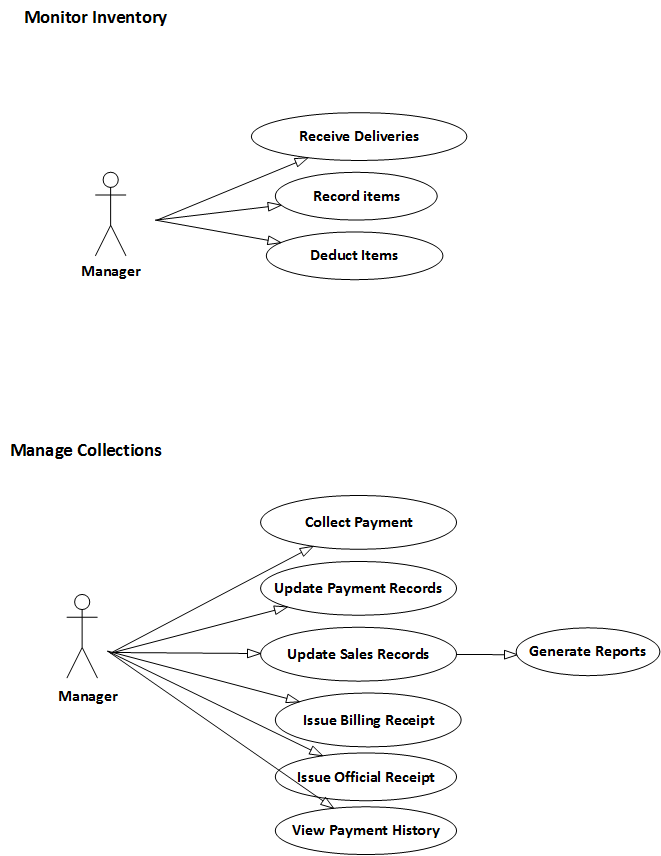 Monitor Inventory
Receive Deliveries
Record items
Deduct Items
Manager
Manage Collections
Collect Payment
Update Payment Records
Update Sales Records
Generate Reports
Manager
Issue Billing Receipt
Issue Official Receipt
View Payment History